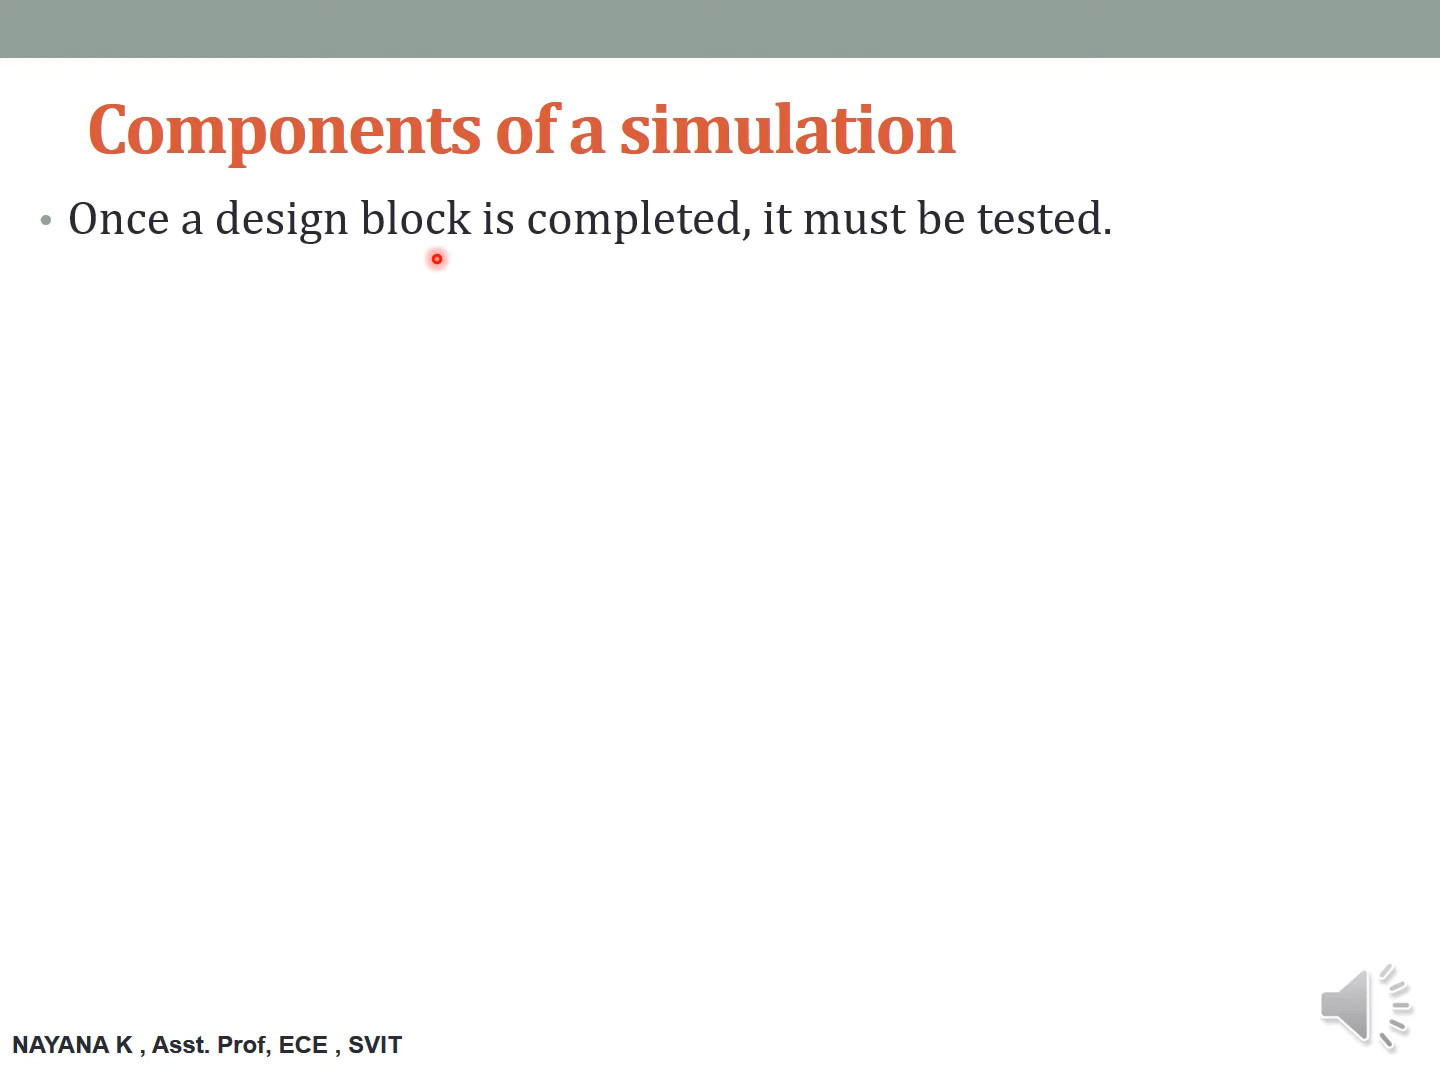 Components of a simulation
• Once a design block is completed, it must be tested.
NAYANA K , Asst. Prof, ECE , SVIT